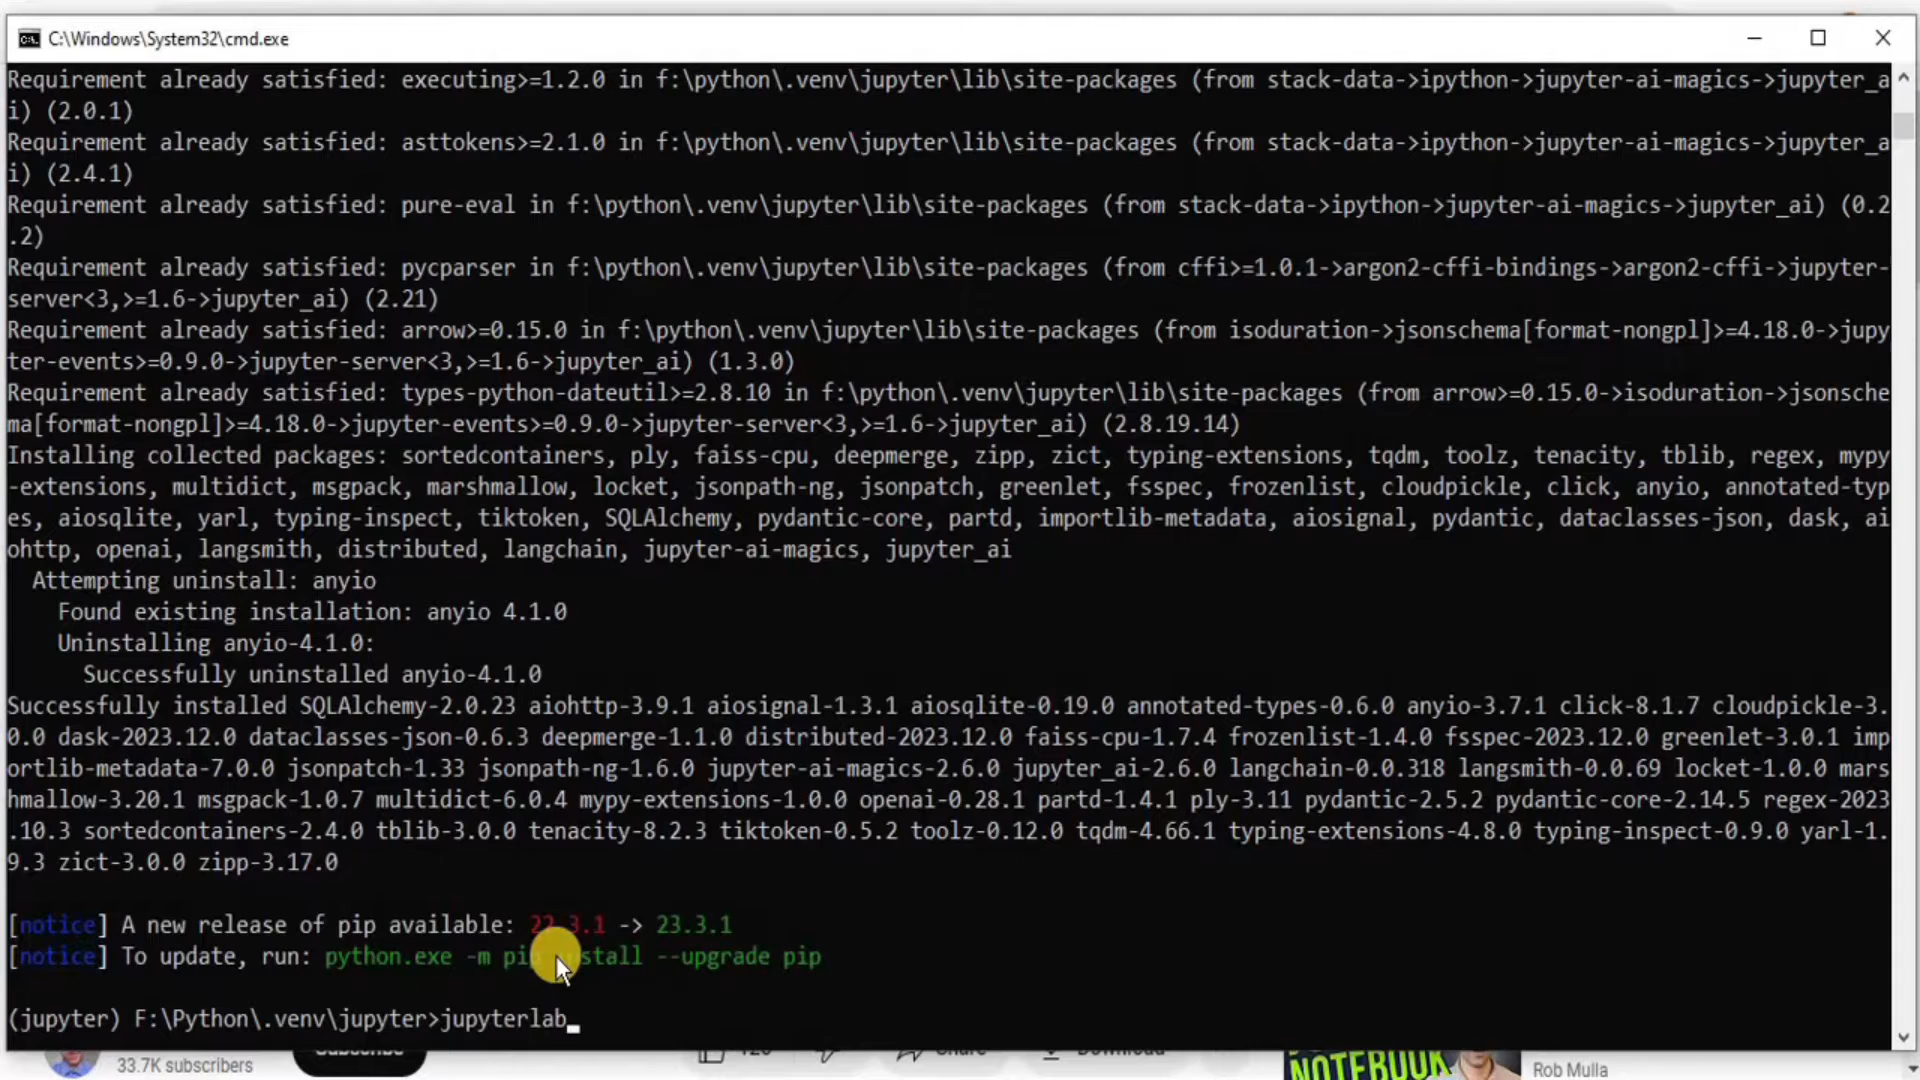 C:\Windows\System32\cmd.exe
Requirement already satisfied: executing>=1.2.0 in f:\python\.venv\jupyter\lib\site-packages (from stack-data->ipython->jupyter-ai-magics->jupyter_a
i) (2.0.1)
Requirement already satisfied: asttokens>=2.1.0 in f:\python\.venv\jupyter\lib\site-packages (from stack-data->ipython->jupyter-ai-magics->jupyter_a
i) (2.4.1)
Requirement already satisfied: pure-eval in f:\python\.venv\jupyter\lib\site-packages (from stack-data->ipython->jupyter-ai-magics->jupyter_ai) (0.2
.2)
Requirement already satisfied: pycparser in f:\python\.venv\jupyter\lib\site-packages (from cffi>=1.0.1->argon2-cffi-bindings->argon2-cffi->jupyter-
server<3,>=1.6->jupyter_ai) (2.21)
Requirement already satisfied: arrow>=0.15.0 in f:\python\.venv\jupyter\lib\site-packages (from isoduration->jsonschema[format-nongpl]>=4.18.0->jupy
ter-events>=0.9.0->jupyter-server<3,>=1.6->jupyter_ai) (1.3.0)
Requirement already satisfied: types-python-dateutil>=2.8.10 in f:\python\.venv\jupyter\lib\site-packages (from arrow>=0.15.0->isoduration->jsonsche
ma[format-nongpl]>=4.18.0->jupyter-events>=0.9.0->jupyter-server<3,>=1.6->jupyter_ai) (2.8.19.14)
Installing collected packages: sortedcontainers, ply, faiss-cpu, deepmerge, zipp, zict, typing-extensions, tqdm, toolz, tenacity, tblib, regex, mypy
-extensions, multidict, msgpack, marshmallow, locket, jsonpath-ng, jsonpatch, greenlet, fsspec, frozenlist, cloudpickle, click, anyio, annotated-typ
es, aiosqlite, yarl, typing-inspect, tiktoken, SQLAlchemy, pydantic-core, partd, importlib-metadata, aiosignal, pydantic, dataclasses-json, dask, ai
ohttp, openai, langsmith, distributed, langchain, jupyter-ai-magics, jupyter_ai
Attempting uninstall: anyio
Found existing installation: anyio 4.1.0
Uninstalling anyio-4.1.0:
Successfully uninstalled anyio-4.1.0
Successfully installed SQLAlchemy-2.0.23 aiohttp-3.9.1 aiosignal-1.3.1 aiosqlite-0.19.0 annotated-types-0.6.0 anyio-3.7.1 click-8.1.7 cloudpickle-3.
0.0 dask-2023.12.0 dataclasses-json-0.6.3 deepmerge-1.1.0 distributed-2023.12.0 faiss-cpu-1.7.4 frozenlist-1.4.0 fsspec-2023.12.0 greenlet-3.0.1 imp
ortlib-metadata-7.0.0 jsonpatch-1.33 jsonpath-ng-1.6.0 jupyter-ai-magics-2.6.0 jupyter_ai-2.6.0 langchain-0.0.318 langsmith-0.0.69 locket-1.0.0 mars
hmallow-3.20.1 msgpack-1.0.7 multidict-6.0.4 mypy-extensions-1.0.0 openai-0.28.1 partd-1.4.1 ply-3.11 pydantic-2.5.2 pydantic-core-2.14.5 regex-2023
.10.3 sortedcontainers-2.4.0 tblib-3.0.0 tenacity-8.2.3 tiktoken-0.5.2 toolz-0.12.0 tqdm-4.66.1 typing-extensions-4.8.0 typing-inspect-0.9.0 yarl-1.
9.3 zict-3.0.0 zipp-3.17.0
[notice] A new release of pip available: 22.3.1 -> 23.3.1
[notice] To update, run: python.exe -m pip install --upgrade pip
(jupyter) F:\Python\.venv\jupyter>jupyterlab_
33.7K subscribers
Subscribe
Share
Download
NOTEBOOK
Rob Mulla